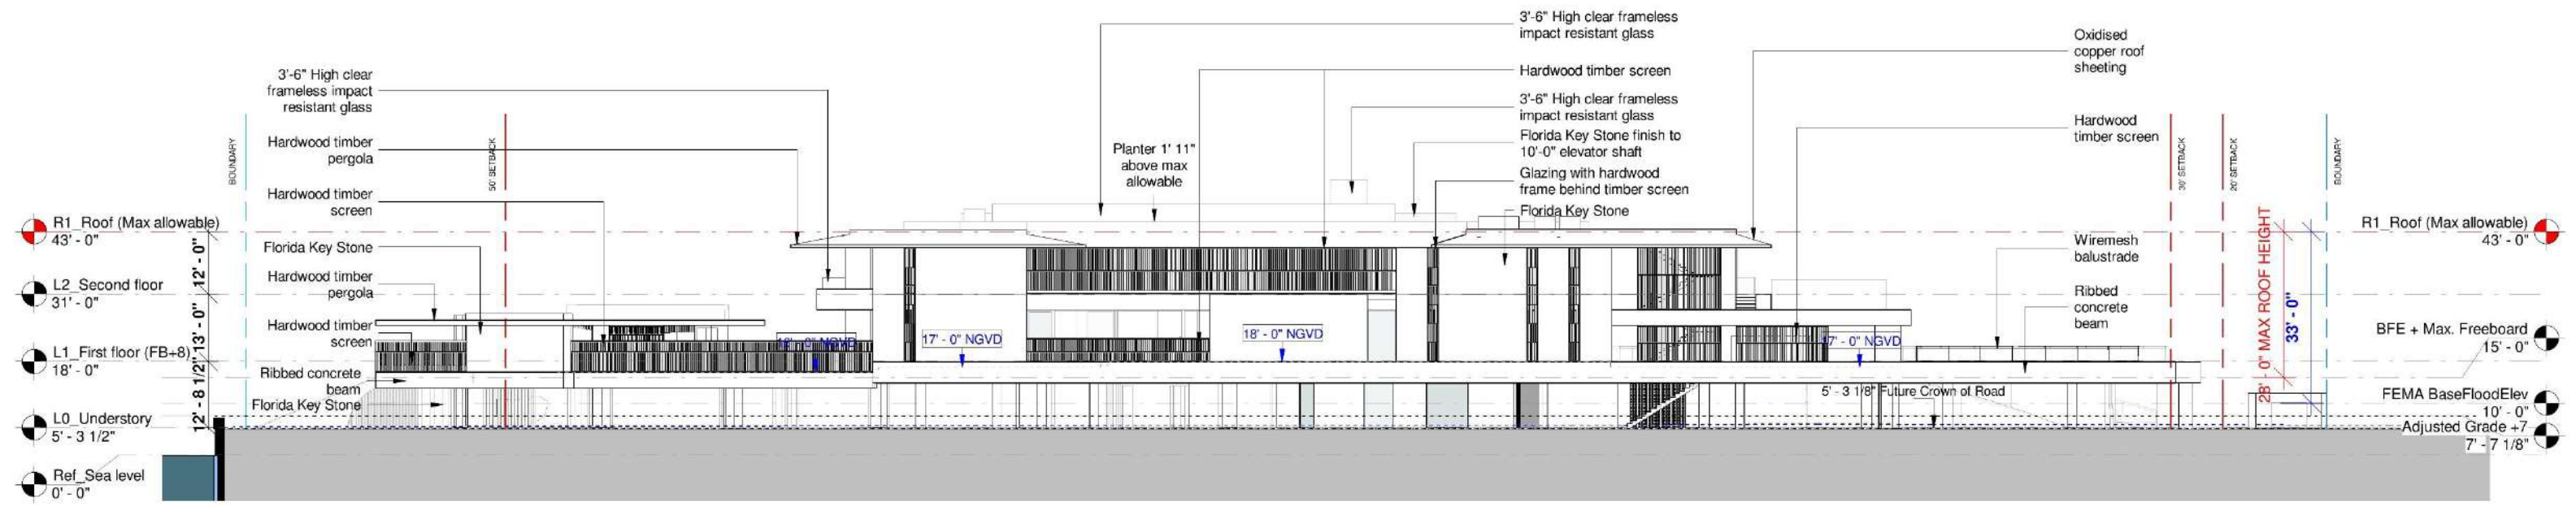 3'-6" High clear frameless
impact resistant glass
Oxidised
copper roof
sheeting
3'-6" High clear
frameless impact
resistant glass
Hardwood timber screen
3'-6" High clear frameless
impact resistant glass
Hardwood
timber screen
BOUNDARY
Hardwood timber
pergola
50' SETBACK
Planter 1' 11"
above max
allowable
Florida Key Stone finish to
10'-0" elevator shaft
30' SETBACK
20' SETBACK
BOUNDARY
Hardwood timber
screen
Glazing with hardwood
frame behind timber screen
Florida Key Stone
R1_Roof (Max allowable)
43' - 0"
12' - 0"
Florida Key Stone
Wiremesh
balustrade
28' - 0" MAX ROOF HEIGHT
33' - 0"
R1_Roof (Max allowable)
43' - 0"
L2_Second floor
31' - 0"
13' - 0"
Hardwood timber
pergola
Ribbed
concrete
beam
Hardwood timber
screen
17' - 0" NGVD
18' - 0" NGVD
17' - 0" NGVD
BFE + Max. Freeboard
15' - 0"
L1_First floor (FB+8)
18' - 0"
12' - 8 1/2"
Ribbed concrete
beam
Florida Key Stone
5' - 3 1/8" Future Crown of Road
FEMA BaseFloodElev
10' - 0"
L0_Understory
5' - 3 1/2"
Adjusted Grade +7
7' - 7 1/8"
Ref_Sea level
0' - 0"